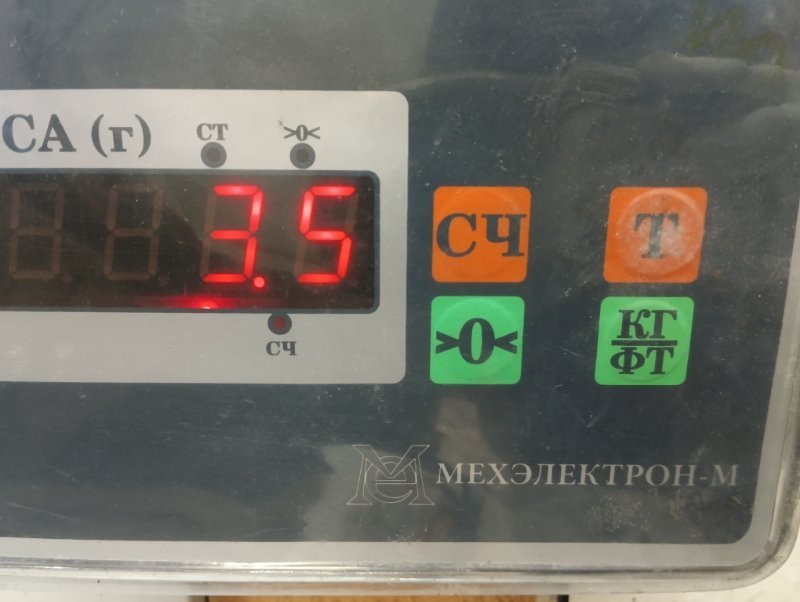 СА (г)
СТ >0<
3.5
СЧ
СЧ Т
>0< КГ
ФТ
МЕХЭЛЕКТРОН-М